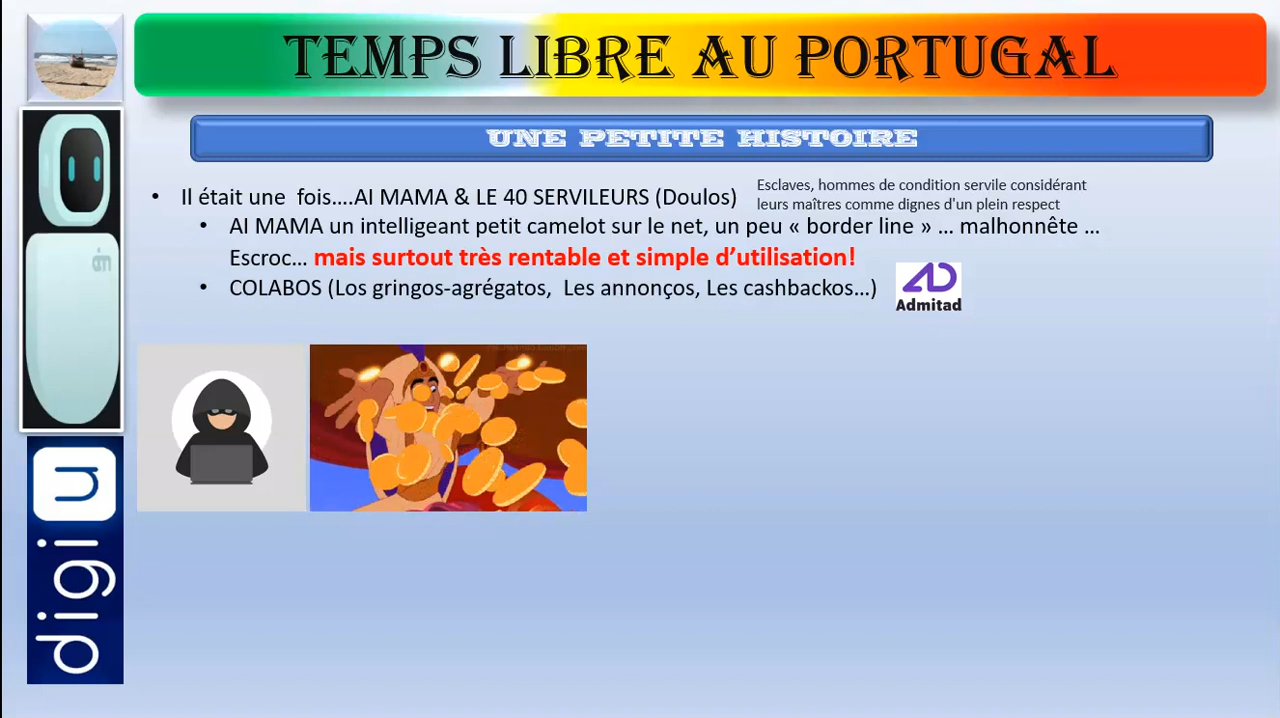 TEMPS LIBRE AU PORTUGAL
UNE PETITE HISTOIRE
• Il était une  fois....AI MAMA & LE 40 SERVILEURS (Doulos)
Esclaves, hommes de condition servile considérant
leurs maîtres comme dignes d'un plein respect
• AI MAMA un intelligeant petit camelot sur le net, un peu « border line » … malhonnête …
Escroc… mais surtout très rentable et simple d’utilisation!
• COLABOS (Los gringos-agrégatos,  Les annonços, Les cashbackos…)
Admitad
digi u